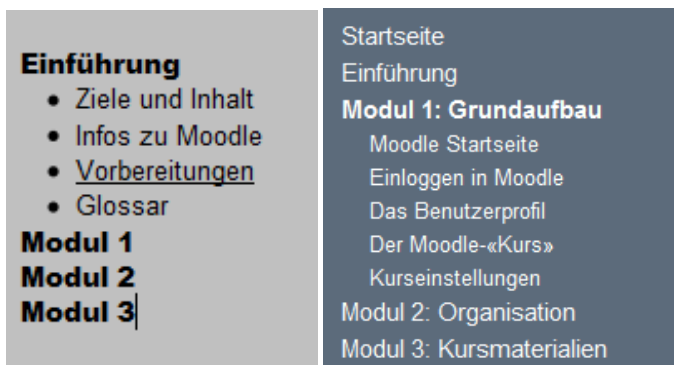 Einführung
• Ziele und Inhalt
• Infos zu Moodle
• Vorbereitungen
• Glossar
Modul 1
Modul 2
Modul 3
Startseite
Einführung
Modul 1: Grundaufbau
Moodle Startseite
Einloggen in Moodle
Das Benutzerprofil
Der Moodle-«Kurs»
Kurseinstellungen
Modul 2: Organisation
Modul 3: Kursmaterialien